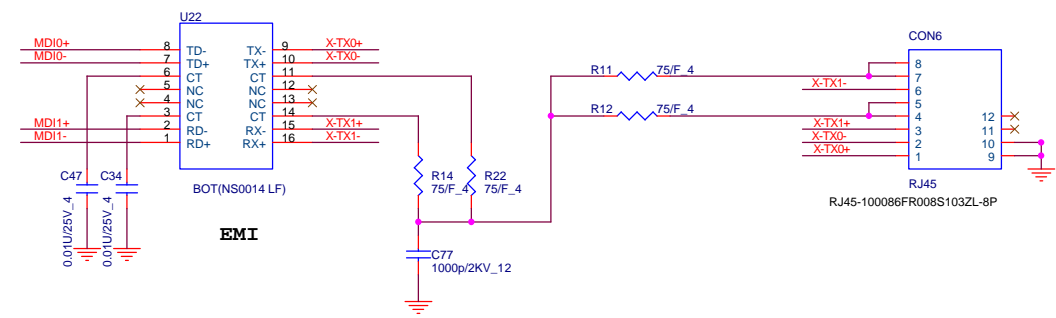 U22
MDI0+ 8 TD- TX- 9 X-TX0+
MDI0- 7 TD+ TX+ 10 X-TX0-
6 CT CT 11
5 NC NC 12
4 NC NC 13
3 CT CT 14
MDI1+ 2 RD- RX- 15 X-TX1+
MDI1- 1 RD+ RX+ 16 X-TX1-
BOT(NS0014 LF)
C47
0.01U/25V_4
C34
0.01U/25V_4
EMI
R14
75/F_4
R22
75/F_4
C77
1000p/2KV_12
R11 75/F_4
R12 75/F_4
CON6
8
7
X-TX1- 6
5
4 12
X-TX1+ 3 11
X-TX0- 2 10
X-TX0+ 1 9
RJ45
RJ45-100086FR008S103ZL-8P